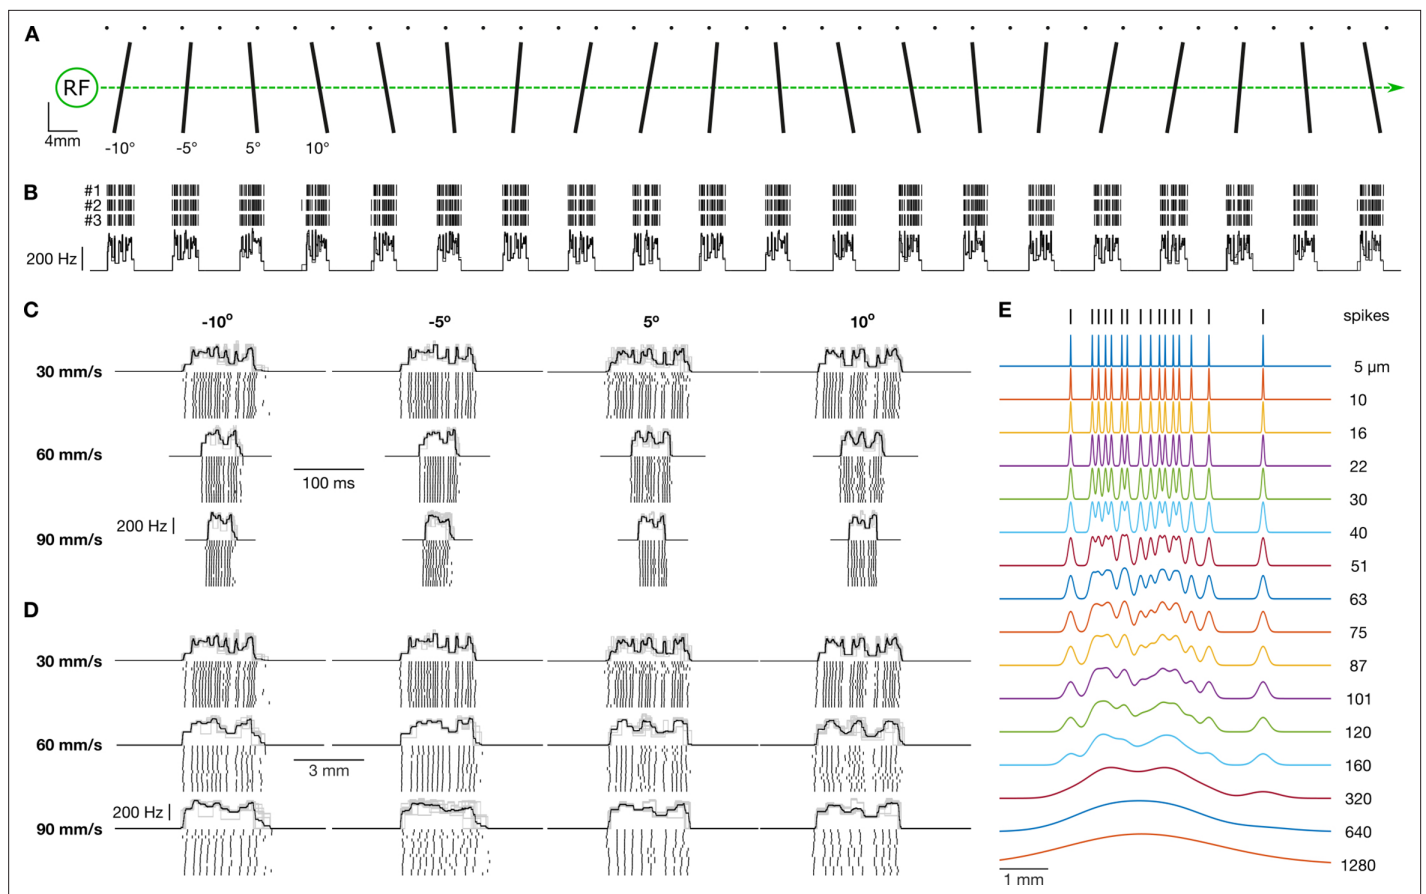 A
RF
4mm
-10° -5° 5° 10°
B
#1
#2
#3
200 Hz
C
-10° -5° 5° 10°
30 mm/s
60 mm/s
100 ms
200 Hz
90 mm/s
D
30 mm/s
60 mm/s
3 mm
200 Hz
90 mm/s
E
spikes
5 µm
10
16
22
30
40
51
63
75
87
101
120
160
320
640
1280
1 mm